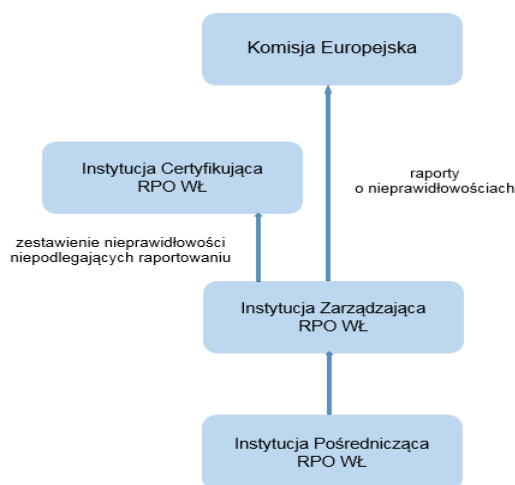 Komisja Europejska
Instytucja Certyfikująca
RPO WŁ
raporty
o nieprawidłowościach
zestawienie nieprawidłowości
niepodlegających raportowaniu
Instytucja Zarządzająca
RPO WŁ
Instytucja Pośrednicząca
RPO WŁ